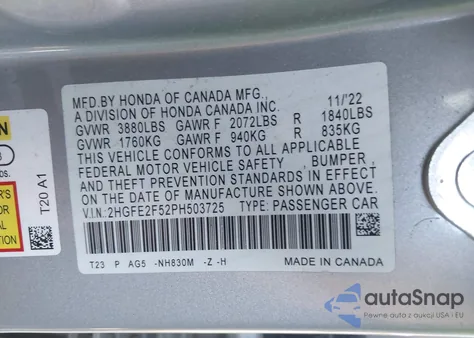 MFD.BY HONDA OF CANADA MFG., 11/'22
A DIVISION OF HONDA CANADA INC.
GVWR 3880LBS GAWR F 2072LBS R 1840LBS
GVWR 1760KG GAWR F 940KG R 835KG
THIS VEHICLE CONFORMS TO ALL APPLICABLE
FEDERAL MOTOR VEHICLE SAFETY , BUMPER ,
AND THEFT PREVENTION STANDARDS IN EFFECT
ON THE DATE OF MANUFACTURE SHOWN ABOVE.
V.I.N: 2HGFE2F52PH503725 TYPE: PASSENGER CAR
T23 P AG5 -NH830M -Z -H MADE IN CANADA
T20 A1
autoSnap
Pewne auta z aukcji USA i EU